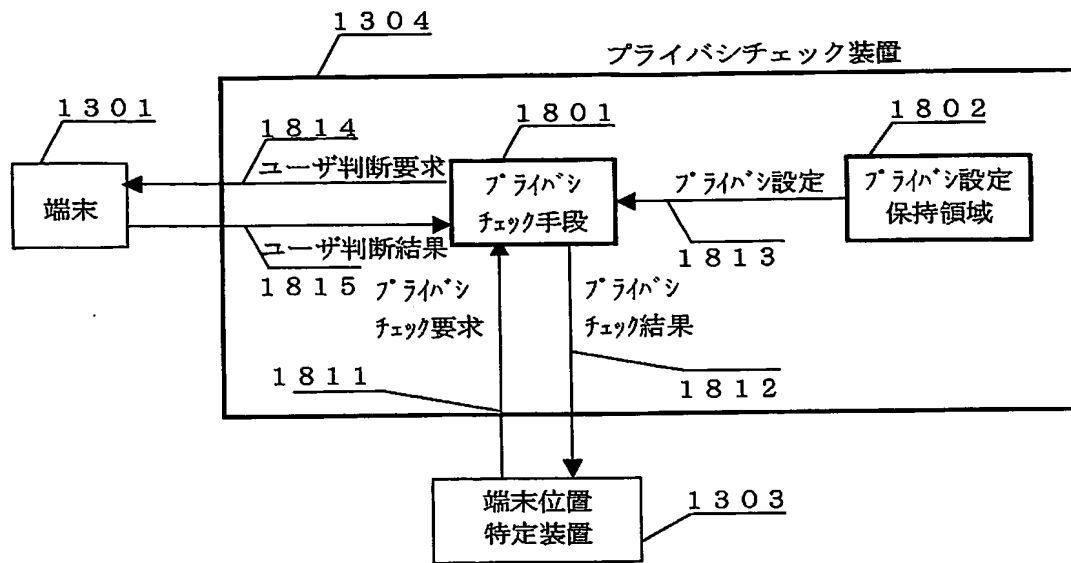 １３０４
プライバシチェック装置
１３０１
１８１４
１８０１
１８０２
ユーザ判断要求
端末
ﾌﾟﾗｲﾊﾞｼ
ﾁｪｯｸ手段
ﾌﾟﾗｲﾊﾞｼ設定
ﾌﾟﾗｲﾊﾞｼ設定
保持領域
ユーザ判断結果
１８１３
１８１５
ﾌﾟﾗｲﾊﾞｼ
ﾁｪｯｸ要求
ﾌﾟﾗｲﾊﾞｼ
ﾁｪｯｸ結果
１８１１
１８１２
端末位置
特定装置
１３０３